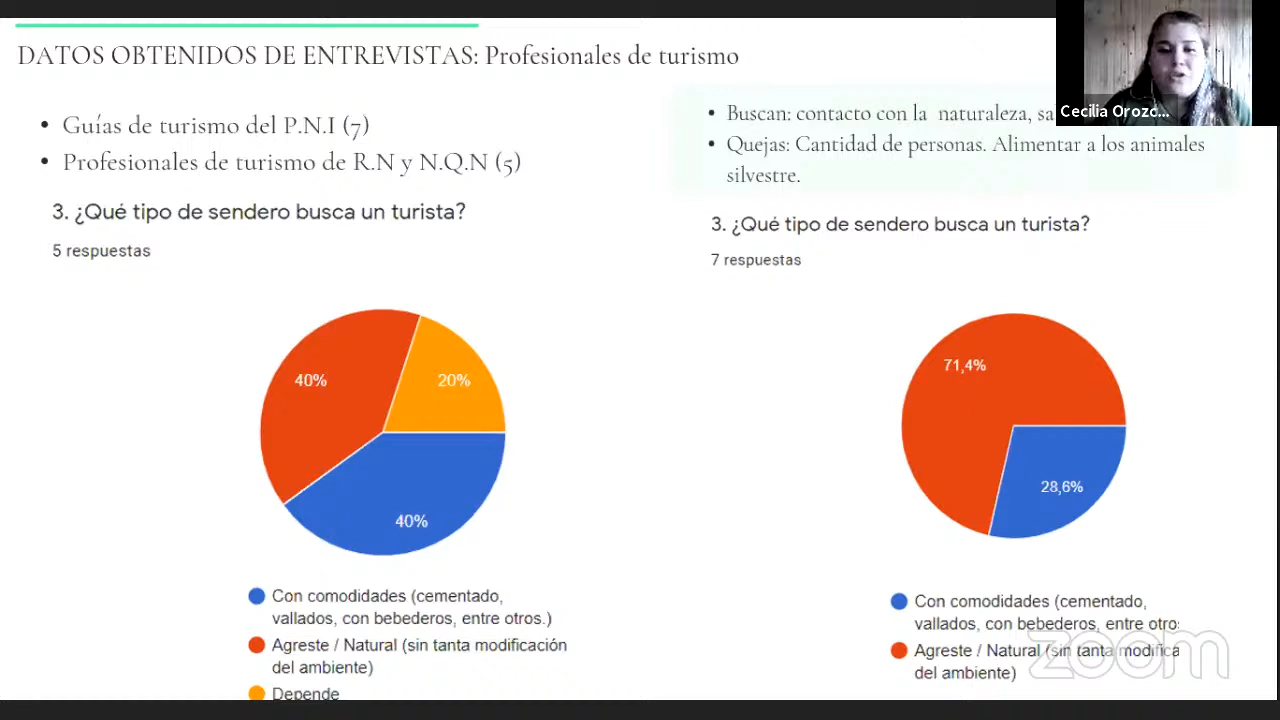 DATOS OBTENIDOS DE ENTREVISTAS: Profesionales de turismo
• Guías de turismo del P.N.I (7)
• Profesionales de turismo de R.N y N.Q.N (5)
3. ¿Qué tipo de sendero busca un turista?
5 respuestas
40%
20%
40%
Con comodidades (cementado,
vallados, con bebederos, entre otros.)
Agreste / Natural (sin tanta modificación
del ambiente)
Depende
• Buscan: contacto con la naturaleza, sa
• Quejas: Cantidad de personas. Alimentar a los animales
silvestre.
3. ¿Qué tipo de sendero busca un turista?
7 respuestas
71,4%
28,6%
Con comodidades (cementado,
vallados, con bebederos, entre otro
Agreste / Natural (sin tanta modifica
del ambiente)
Cecilia Orozc...
zoom